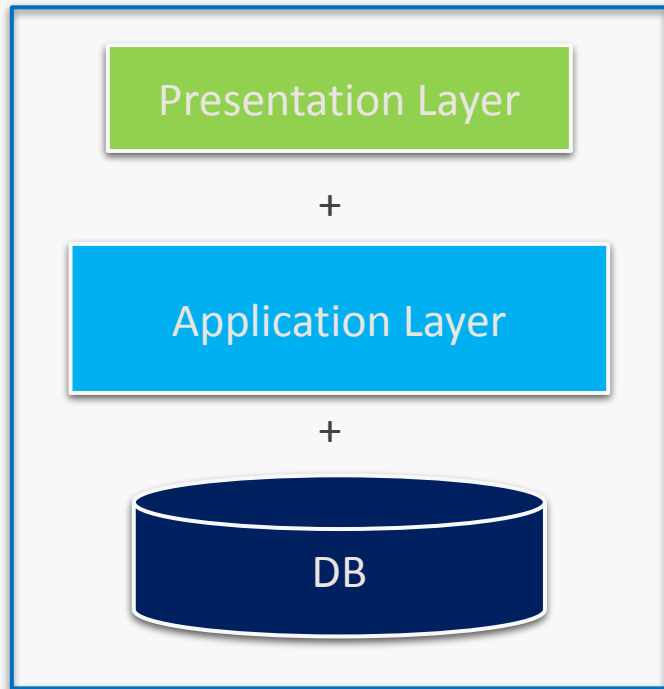 Presentation Layer
+
Application Layer
+
DB